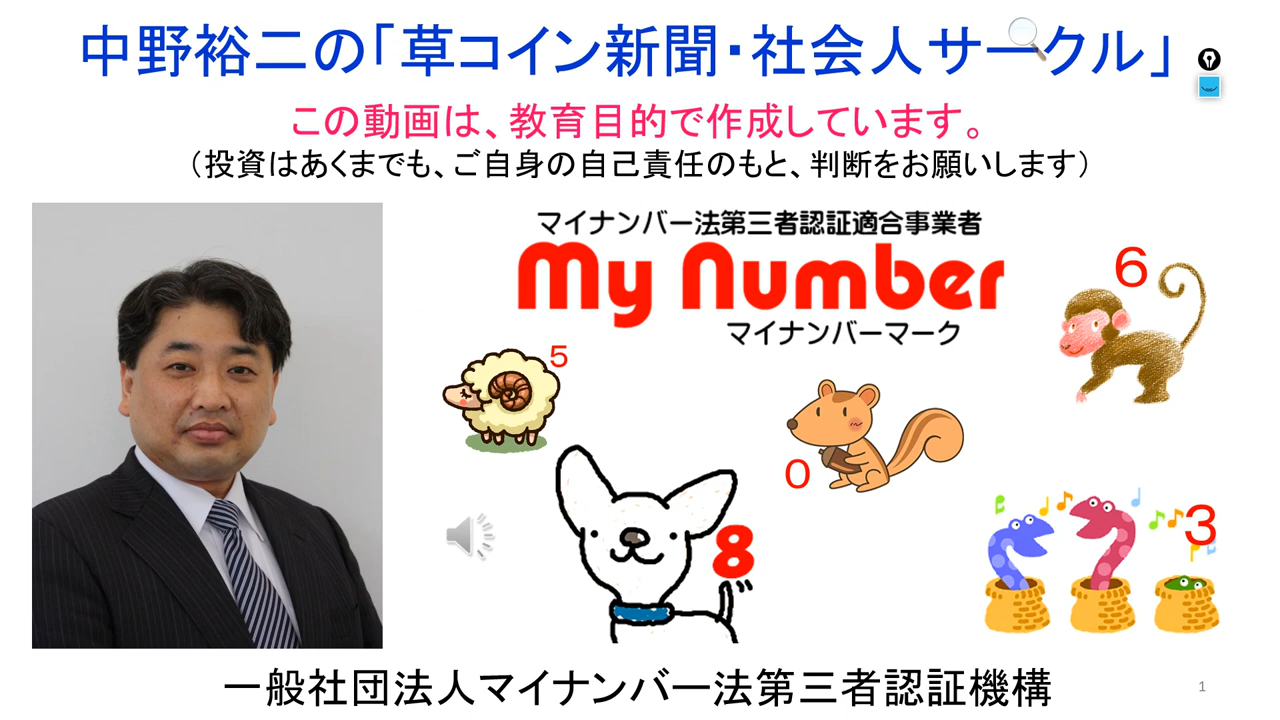 中野裕二の「草コイン新聞・社会人サークル」
この動画は、教育目的で作成しています。
（投資はあくまでも、ご自身の自己責任のもと、判断をお願いします）
マイナンバー法第三者認証適合事業者
My Number
マイナンバーマーク
6
5
0
8
3
一般社団法人マイナンバー法第三者認証機構
1